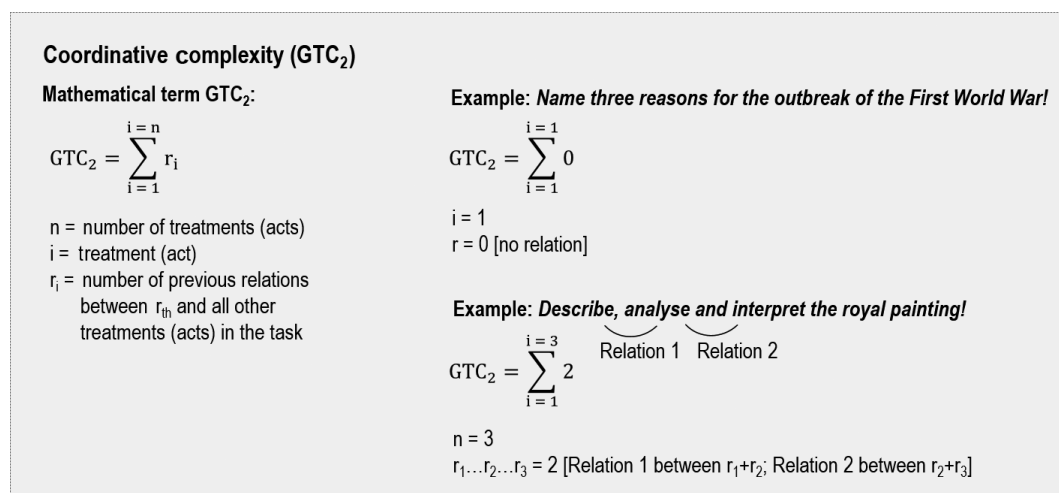 Coordinative complexity (GTC₂)
Mathematical term GTC₂:
i = n
GTC₂ = ∑ rᵢ
i = 1
n = number of treatments (acts)
i = treatment (act)
rᵢ = number of previous relations
between rₜₕ and all other
treatments (acts) in the task
Example: Name three reasons for the outbreak of the First World War!
i = 1
GTC₂ = ∑ 0
i = 1
i = 1
r = 0 [no relation]
Example: Describe, analyse and interpret the royal painting!
Relation 1 Relation 2
i = 3
GTC₂ = ∑ 2
i = 1
n = 3
r₁...r₂...r₃ = 2 [Relation 1 between r₁+r₂; Relation 2 between r₂+r₃]